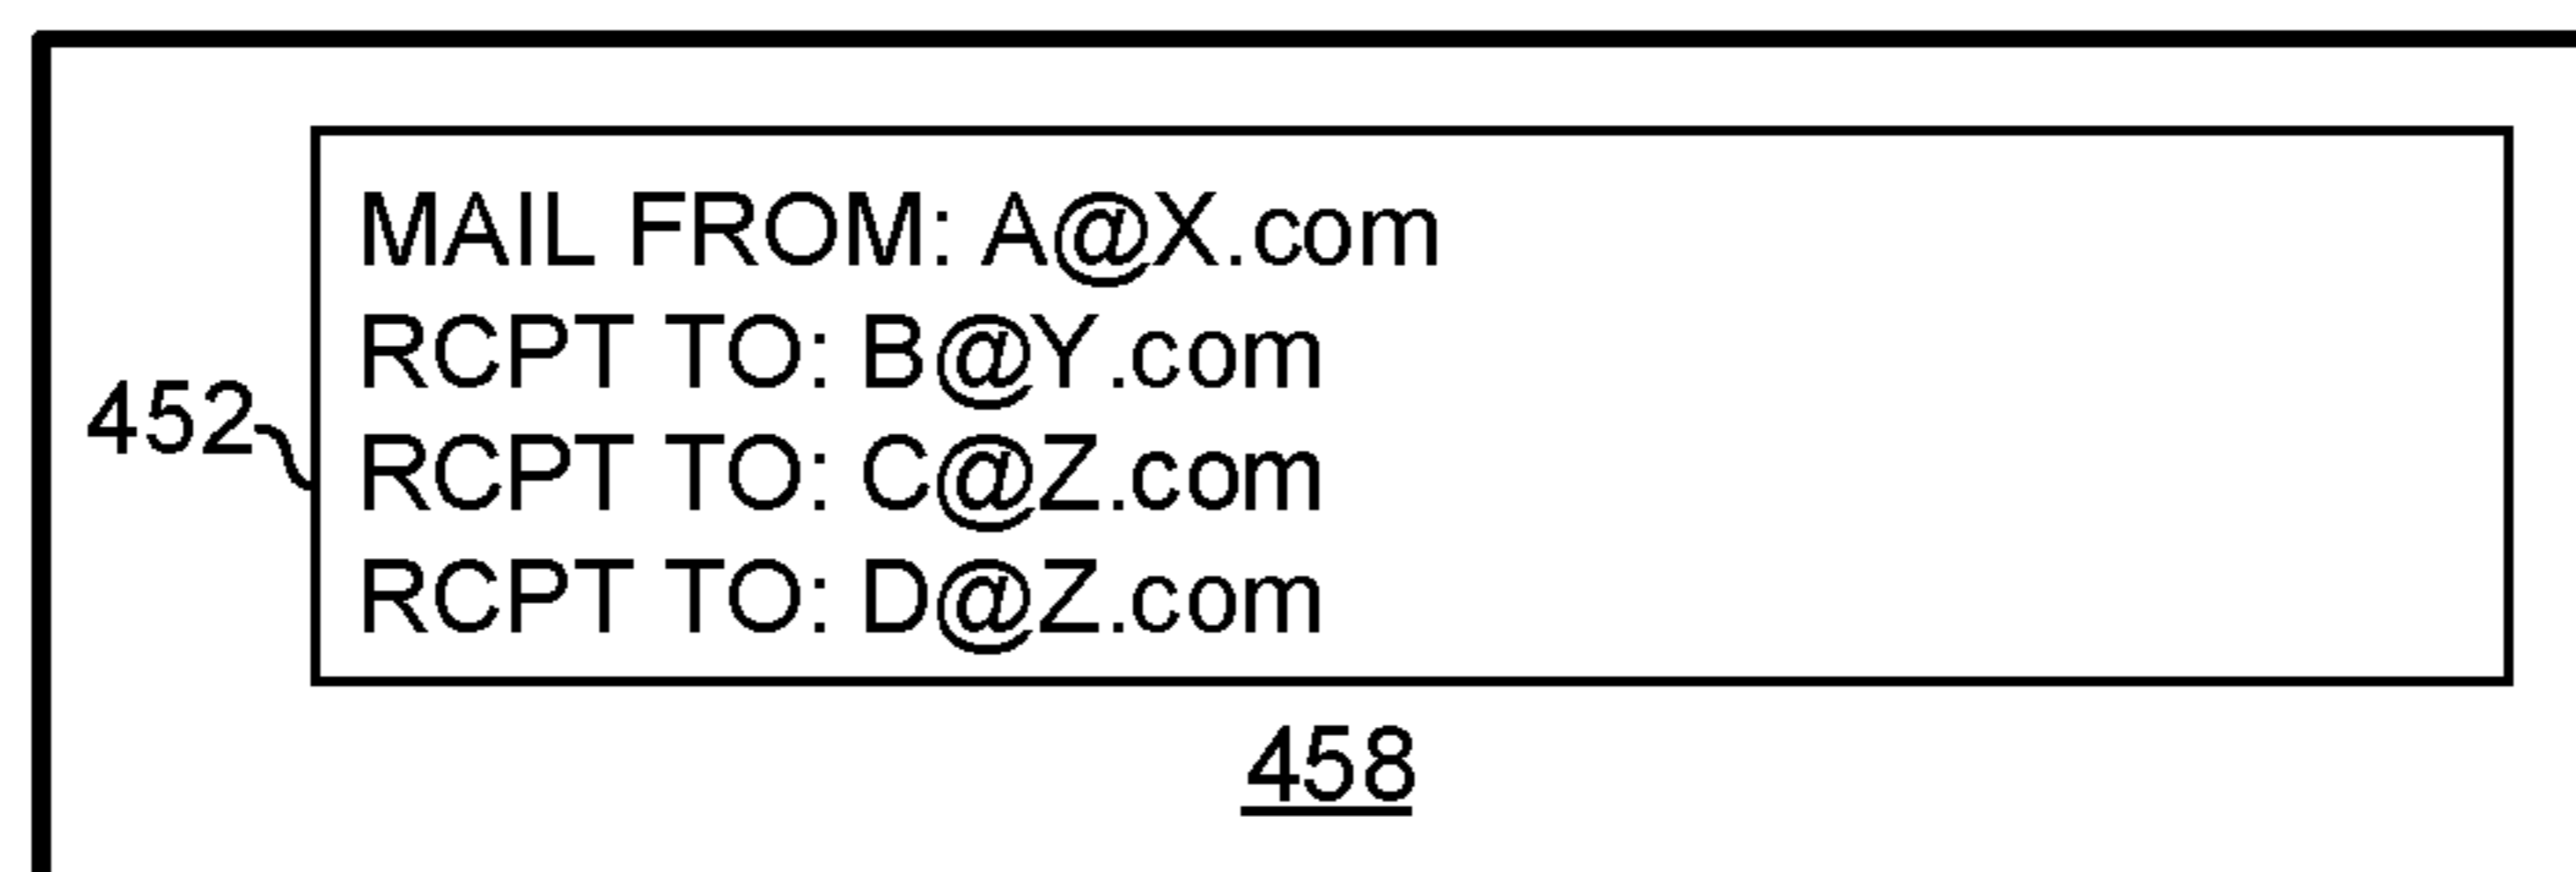 MAIL FROM: A@X.com
RCPT TO: B@Y.com
452
RCPT TO: C@Z.com
RCPT TO: D@Z.com
458